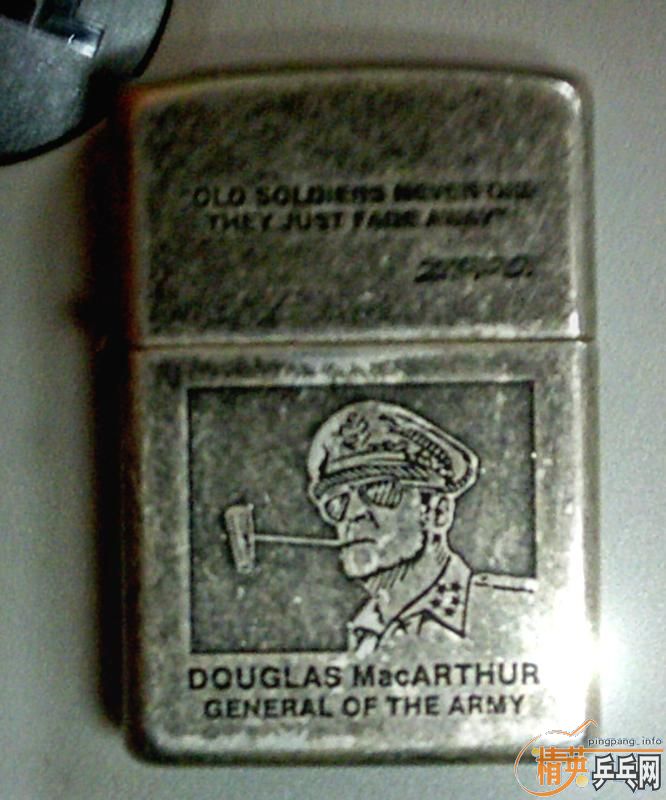 "OLD SOLDIERS NEVER DIE
THEY JUST FADE AWAY"
ZIPPO
DOUGLAS MacARTHUR
GENERAL OF THE ARMY
pingpang.info
精英乒乓网